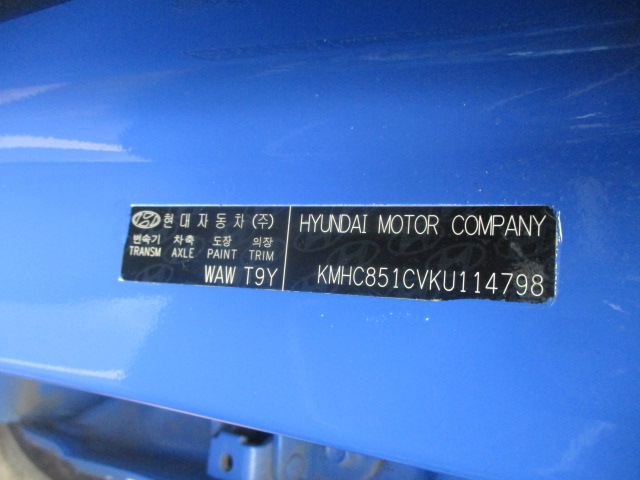 현대자동차 (주)
변속기 차축 도장 의장
TRANSM AXLE PAINT TRIM
WAW T9Y
HYUNDAI MOTOR COMPANY
KMHC851CVKU114798